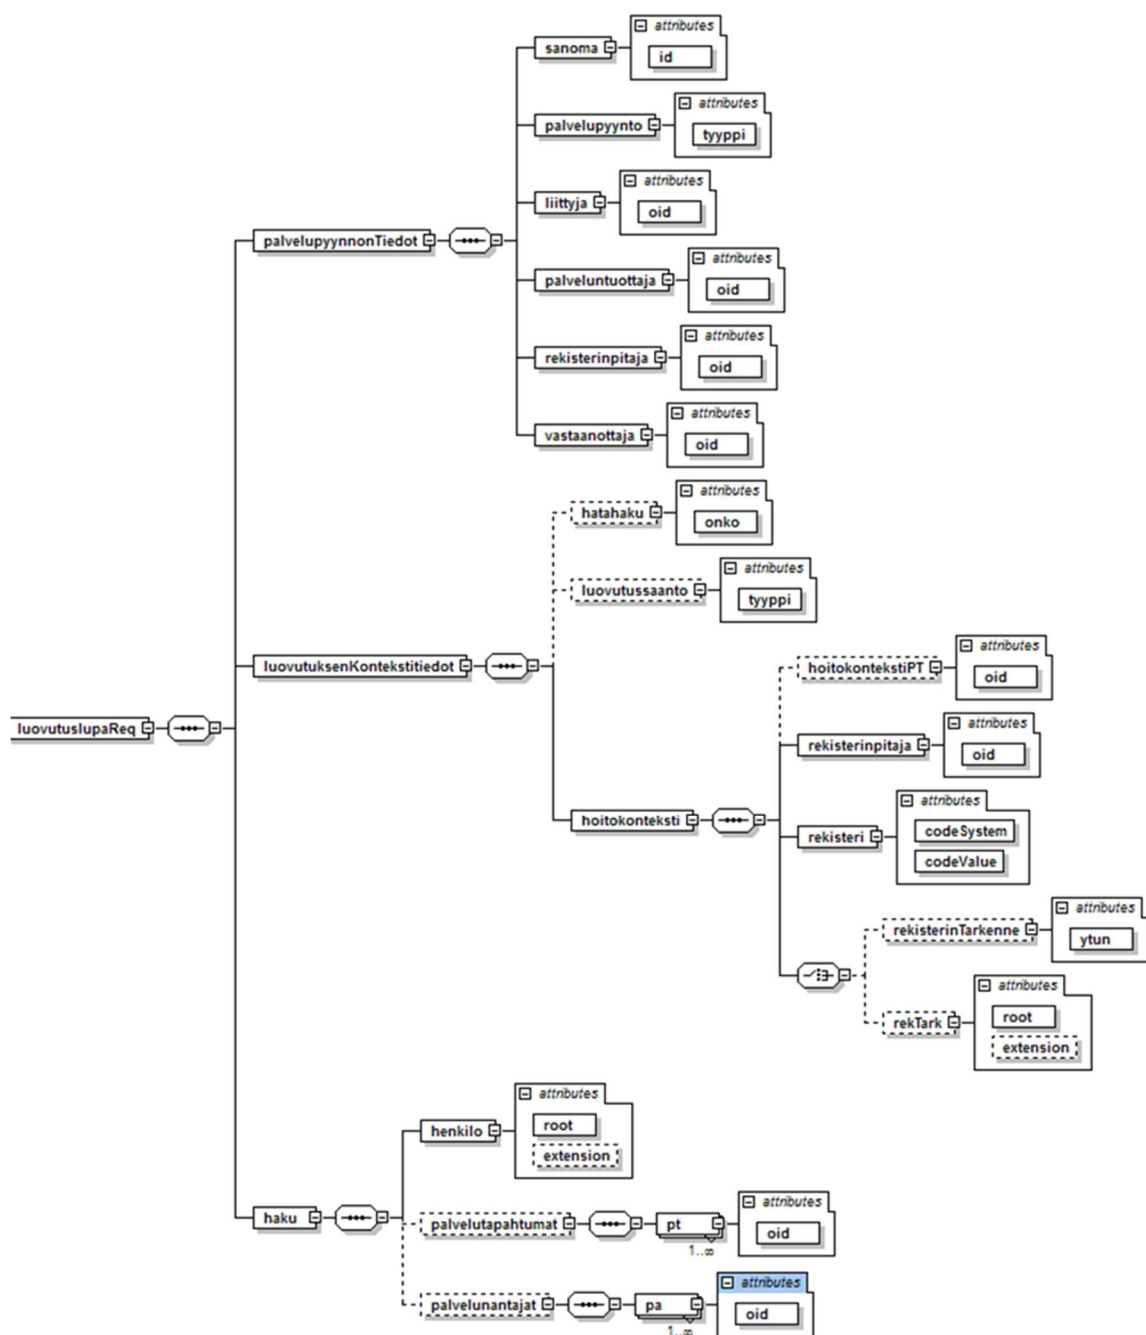 attributes
sanoma
id
attributes
palvelupyynto
tyyppi
attributes
liittyja
oid
palvelupyynnonTiedot
attributes
palveluntuottaja
oid
attributes
rekisterinpitaja
oid
attributes
vastaanottaja
oid
attributes
hatahaku
onko
attributes
luovutussaanto
tyyppi
luovutuksenKontekstitiedot
attributes
hoitokontekstiPT
oid
luovutuslupaReq
attributes
rekisterinpitaja
oid
hoitokonteksti
attributes
rekisteri
codeSystem
codeValue
attributes
rekisterinTarkenne
ytun
attributes
rekTark
root
extension
attributes
henkilo
root
extension
haku
attributes
palvelutapahtumat
pt
oid
1..∞
attributes
palvelunantajat
pa
oid
1..∞